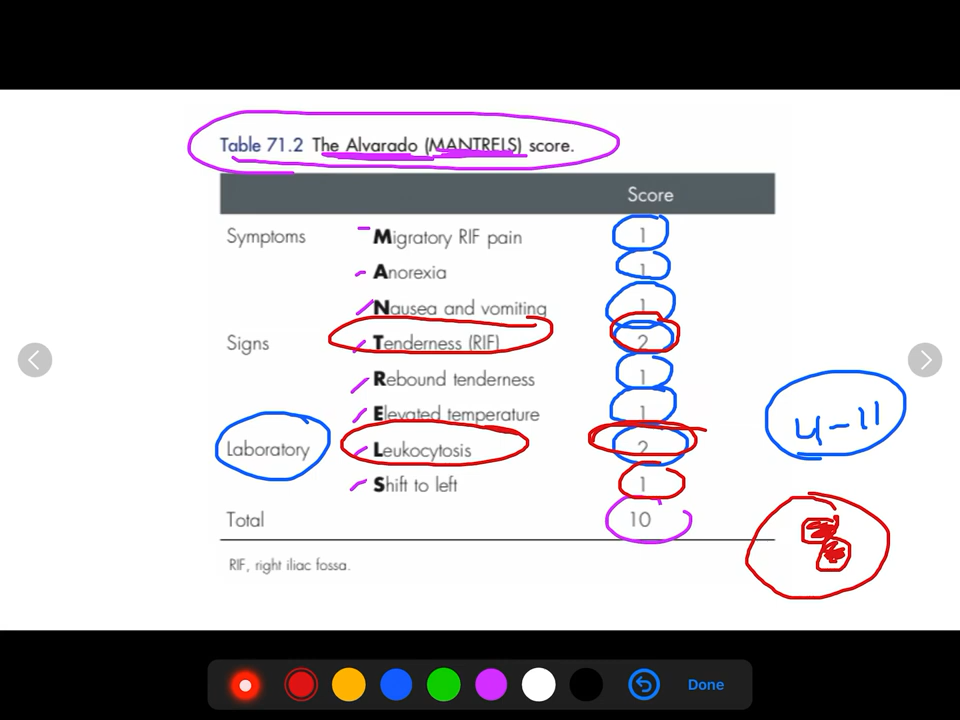 Table 71.2 The Alvarado (MANTRELS) score.
Score
Symptoms Migratory RIF pain 1
Anorexia 1
Nausea and vomiting 1
Signs Tenderness (RIF) 2
Rebound tenderness 1
Elevated temperature 1
4-11
Laboratory Leukocytosis 2
Shift to left 1
Total 10
RIF, right iliac fossa.
Done